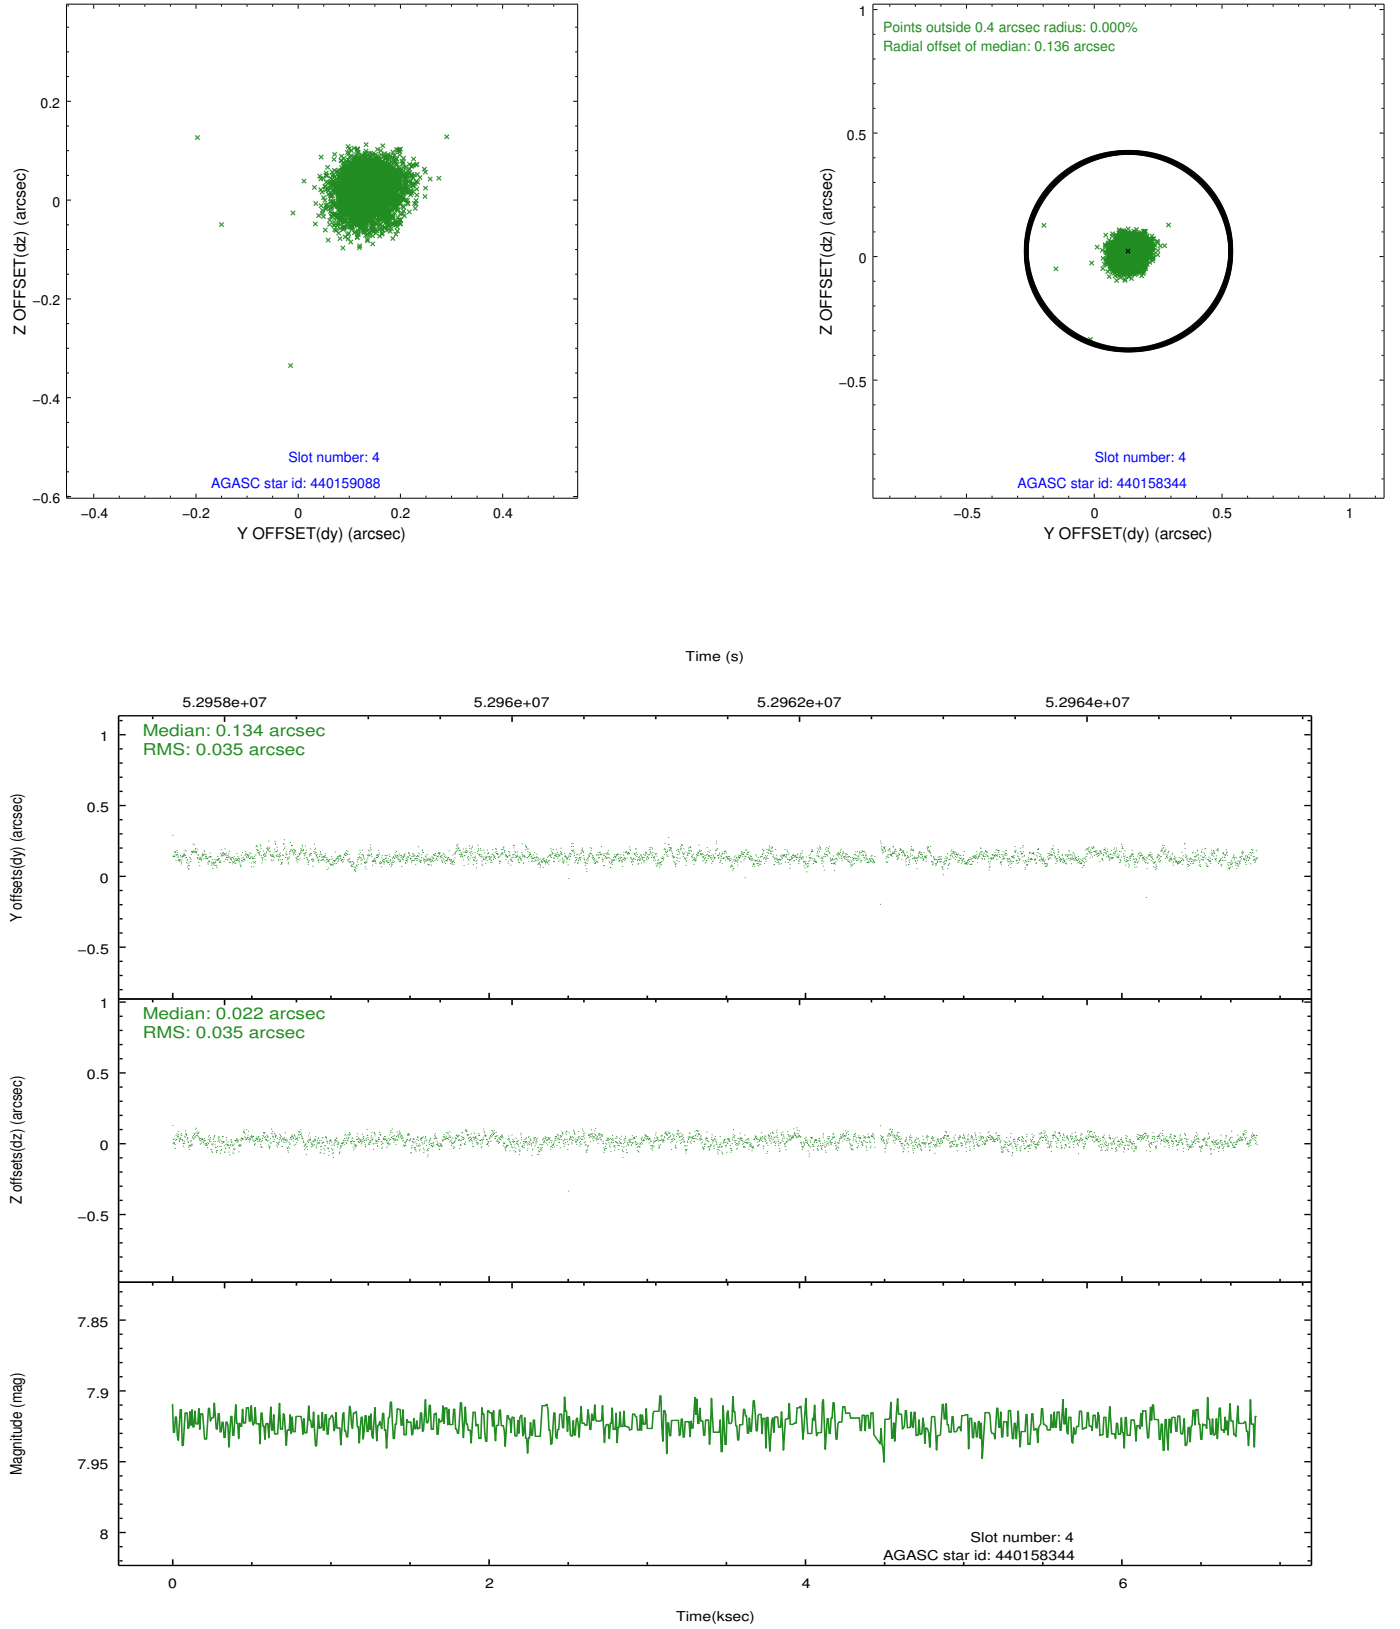 0.2
0
−0.2
−0.4
−0.6
Z OFFSET(dz) (arcsec)
Slot number: 4
AGASC star id: 440159088
−0.4
−0.2
0
0.2
0.4
Y OFFSET(dy) (arcsec)
Points outside 0.4 arcsec radius: 0.000%
Radial offset of median: 0.136 arcsec
1
0.5
0
−0.5
Z OFFSET(dz) (arcsec)
Slot number: 4
AGASC star id: 440158344
−0.5
0
0.5
1
Y OFFSET(dy) (arcsec)
Time (s)
5.2958e+07
5.296e+07
5.2962e+07
5.2964e+07
Median: 0.134 arcsec
RMS: 0.035 arcsec
1
0.5
0
−0.5
Y offsets(dy) (arcsec)
Median: 0.022 arcsec
RMS: 0.035 arcsec
1
0.5
0
−0.5
Z offsets(dz) (arcsec)
7.85
7.9
7.95
8
Magnitude (mag)
Slot number: 4
AGASC star id: 440158344
0
2
4
6
Time(ksec)